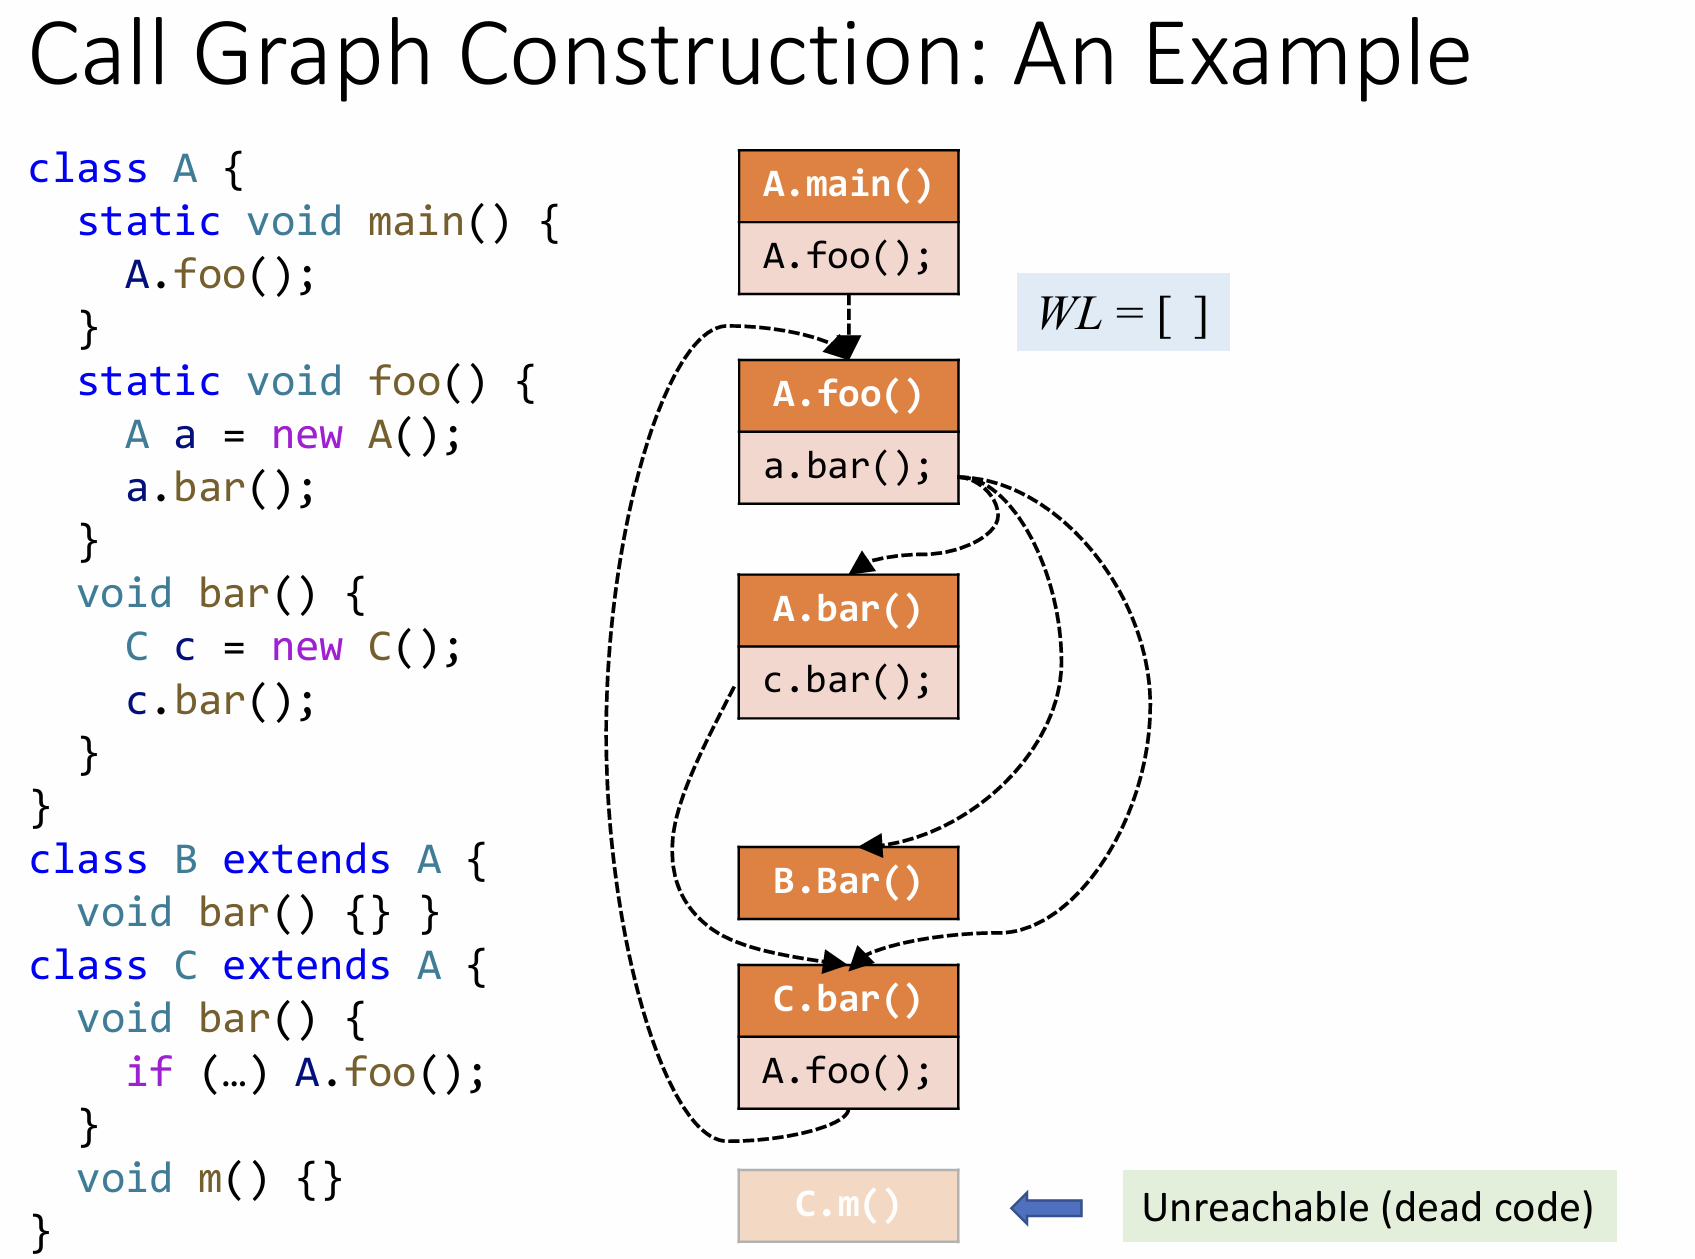 Call Graph Construction: An Example
class A {
  static void main() {
    A.foo();
  }
  static void foo() {
    A a = new A();
    a.bar();
  }
  void bar() {
    C c = new C();
    c.bar();
  }
}
class B extends A {
  void bar() {} }
class C extends A {
  void bar() {
    if (…) A.foo();
  }
  void m() {}
}
A.main()
A.foo();
WL = [ ]
A.foo()
a.bar();
A.bar()
c.bar();
B.Bar()
C.bar()
A.foo();
C.m()
Unreachable (dead code)